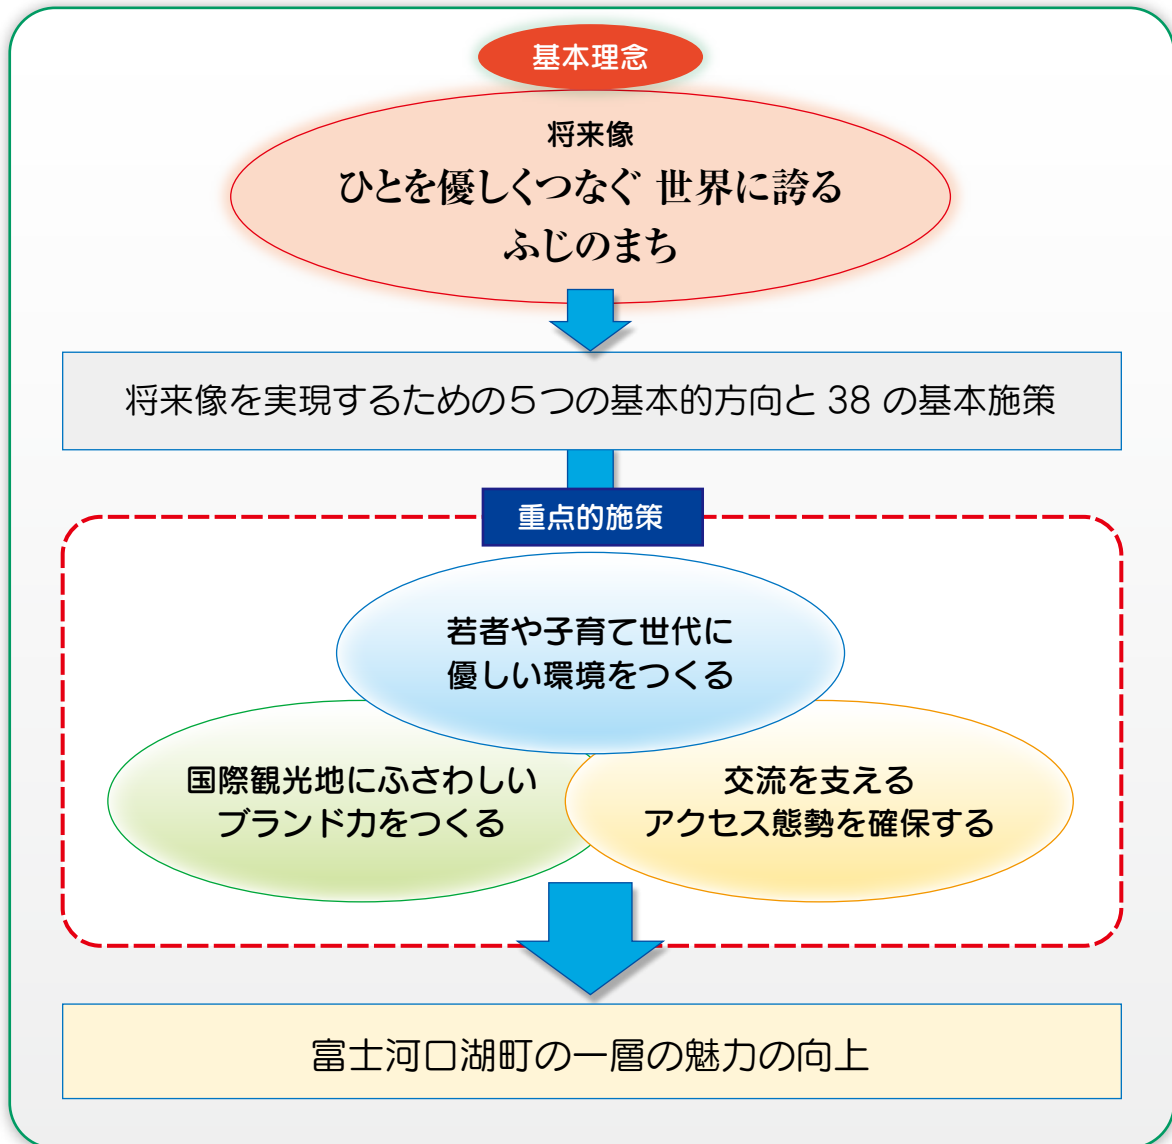 基本理念
将来像
ひとを優しくつなぐ 世界に誇る
ふじのまち
将来像を実現するための５つの基本的方向と 38 の基本施策
重点的施策
若者や子育て世代に
優しい環境をつくる
国際観光地にふさわしい
ブランド力をつくる
交流を支える
アクセス態勢を確保する
富士河口湖町の一層の魅力の向上